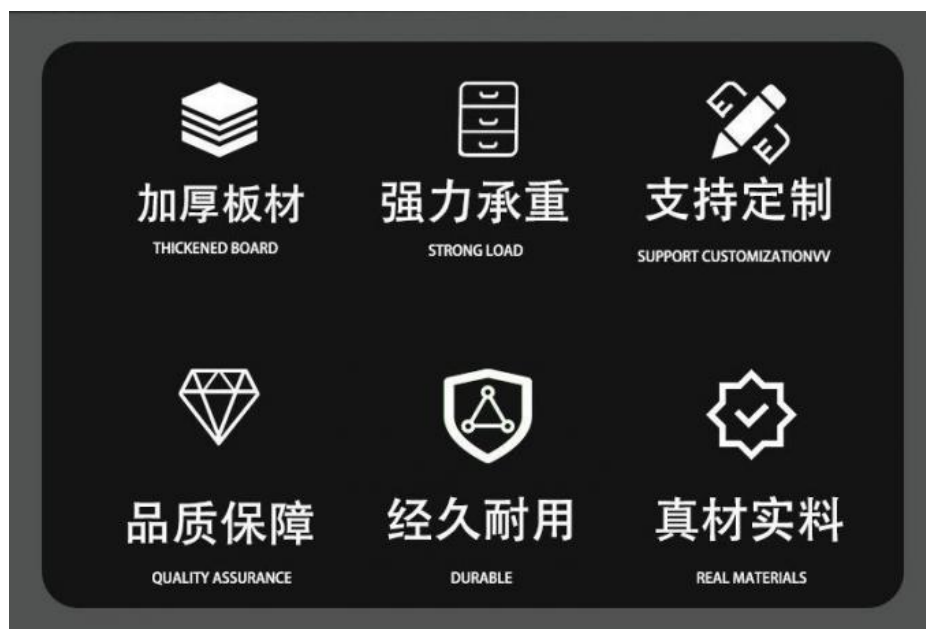 加厚板材
THICKENED BOARD
强力承重
STRONG LOAD
支持定制
SUPPORT CUSTOMIZATIONVV
品质保障
QUALITY ASSURANCE
经久耐用
DURABLE
真材实料
REAL MATERIALS